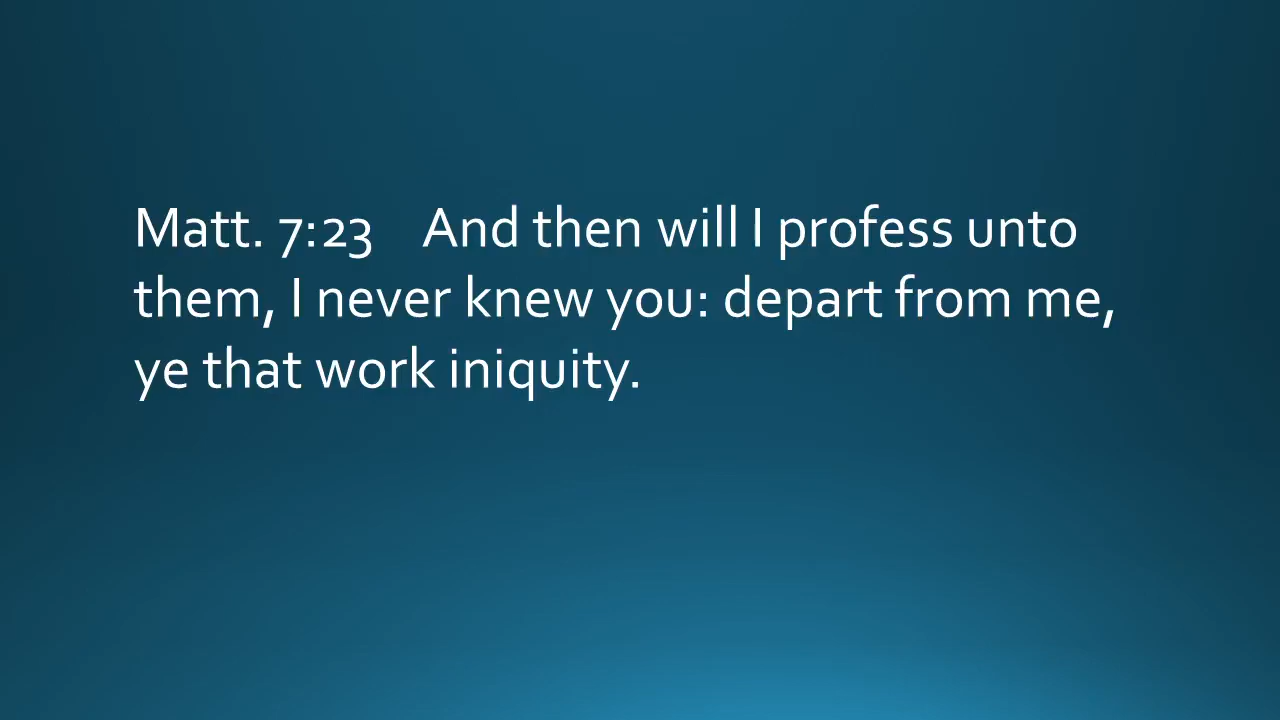 Matt. 7:23    And then will I profess unto
them, I never knew you: depart from me,
ye that work iniquity.